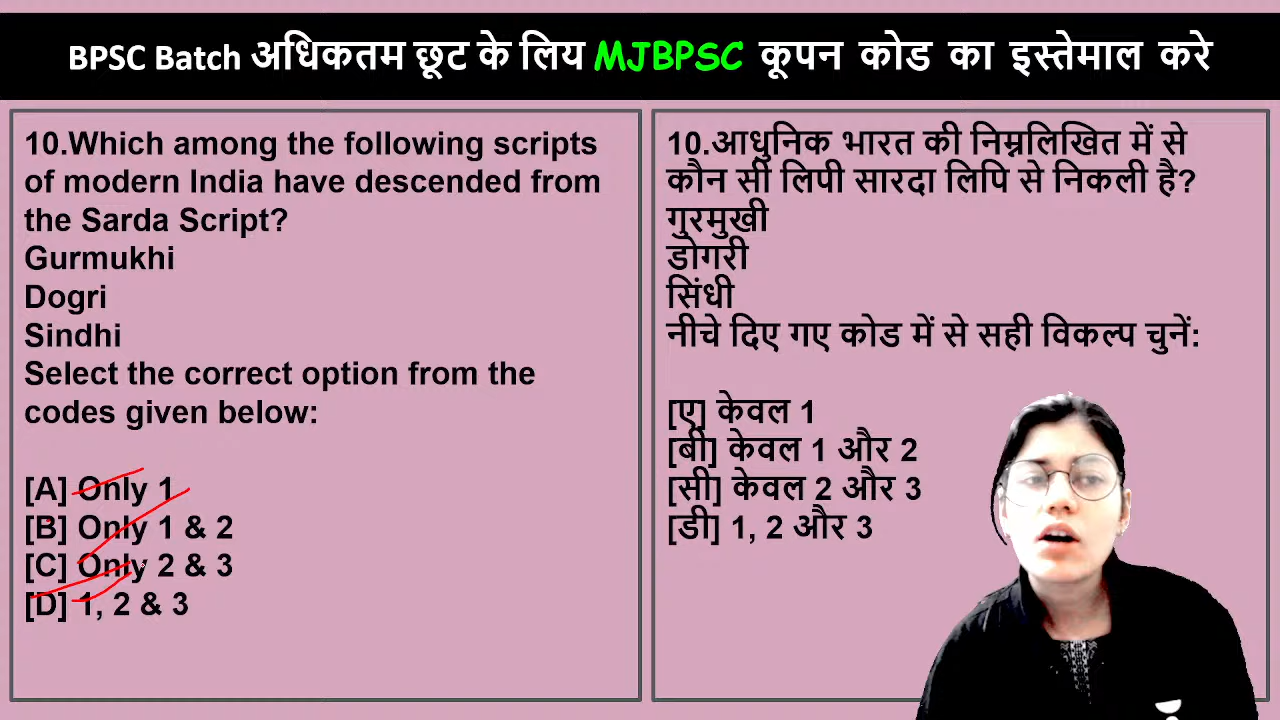 BPSC Batch अधिकतम छूट के लिय MJBPSC कूपन कोड का इस्तेमाल करे
10.Which among the following scripts
of modern India have descended from
the Sarda Script?
Gurmukhi
Dogri
Sindhi
Select the correct option from the
codes given below:
[A] Only 1
[B] Only 1 & 2
[C] Only 2 & 3
[D] 1, 2 & 3
10.आधुनिक भारत की निम्नलिखित में से
कौन सी लिपी सारदा लिपि से निकली है?
गुरमुखी
डोगरी
सिंधी
नीचे दिए गए कोड में से सही विकल्प चुनें:
[ए] केवल 1
[बी] केवल 1 और 2
[सी] केवल 2 और 3
[डी] 1, 2 और 3